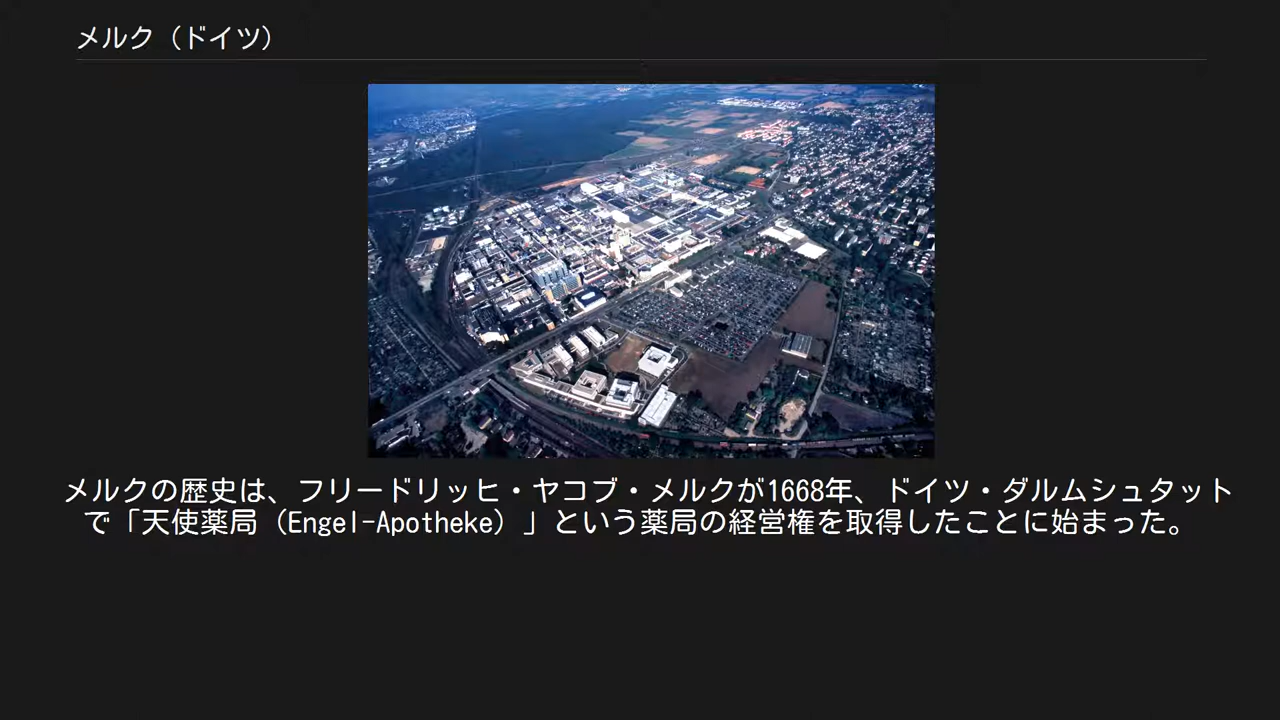 メルク（ドイツ）
メルクの歴史は、フリードリッヒ・ヤコブ・メルクが1668年、ドイツ・ダルムシュタット
で「天使薬局（Engel-Apotheke）」という薬局の経営権を取得したことに始まった。